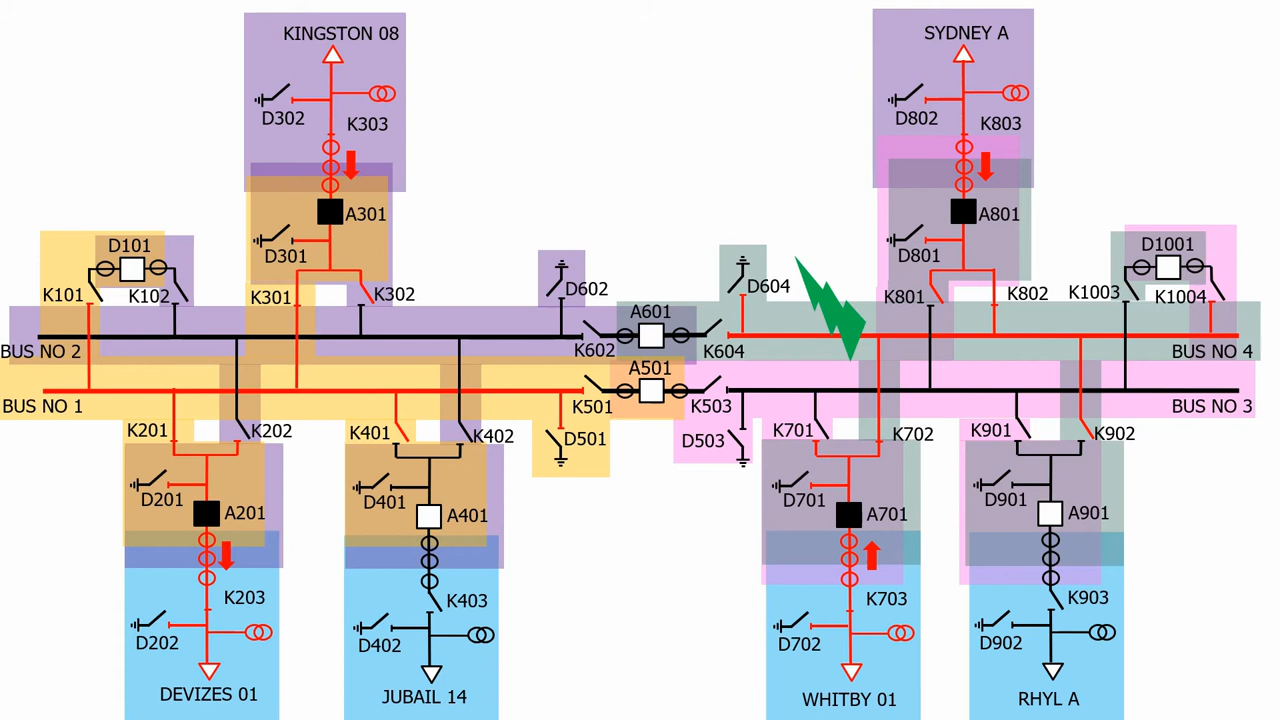 KINGSTON 08
SYDNEY A
D302
K303
D802
K803
A301
A801
D301
D801
D101
D1001
K101
K102
K301
K302
D602
D604
K801
K802
K1003
K1004
A601
K602
K604
BUS NO 2
BUS NO 4
A501
BUS NO 1
K501
K503
BUS NO 3
K201
K202
K401
K402
D501
D503
K701
K702
K901
K902
D201
D401
D701
D901
A201
A401
A701
A901
K203
K403
K703
K903
D202
D402
D702
D902
DEVIZES 01
JUBAIL 14
WHITBY 01
RHYL A